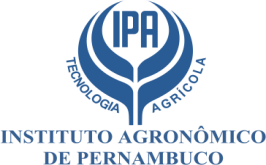 IPA
TECNOLOGIA AGRÍCOLA
INSTITUTO AGRONÔMICO
DE PERNAMBUCO